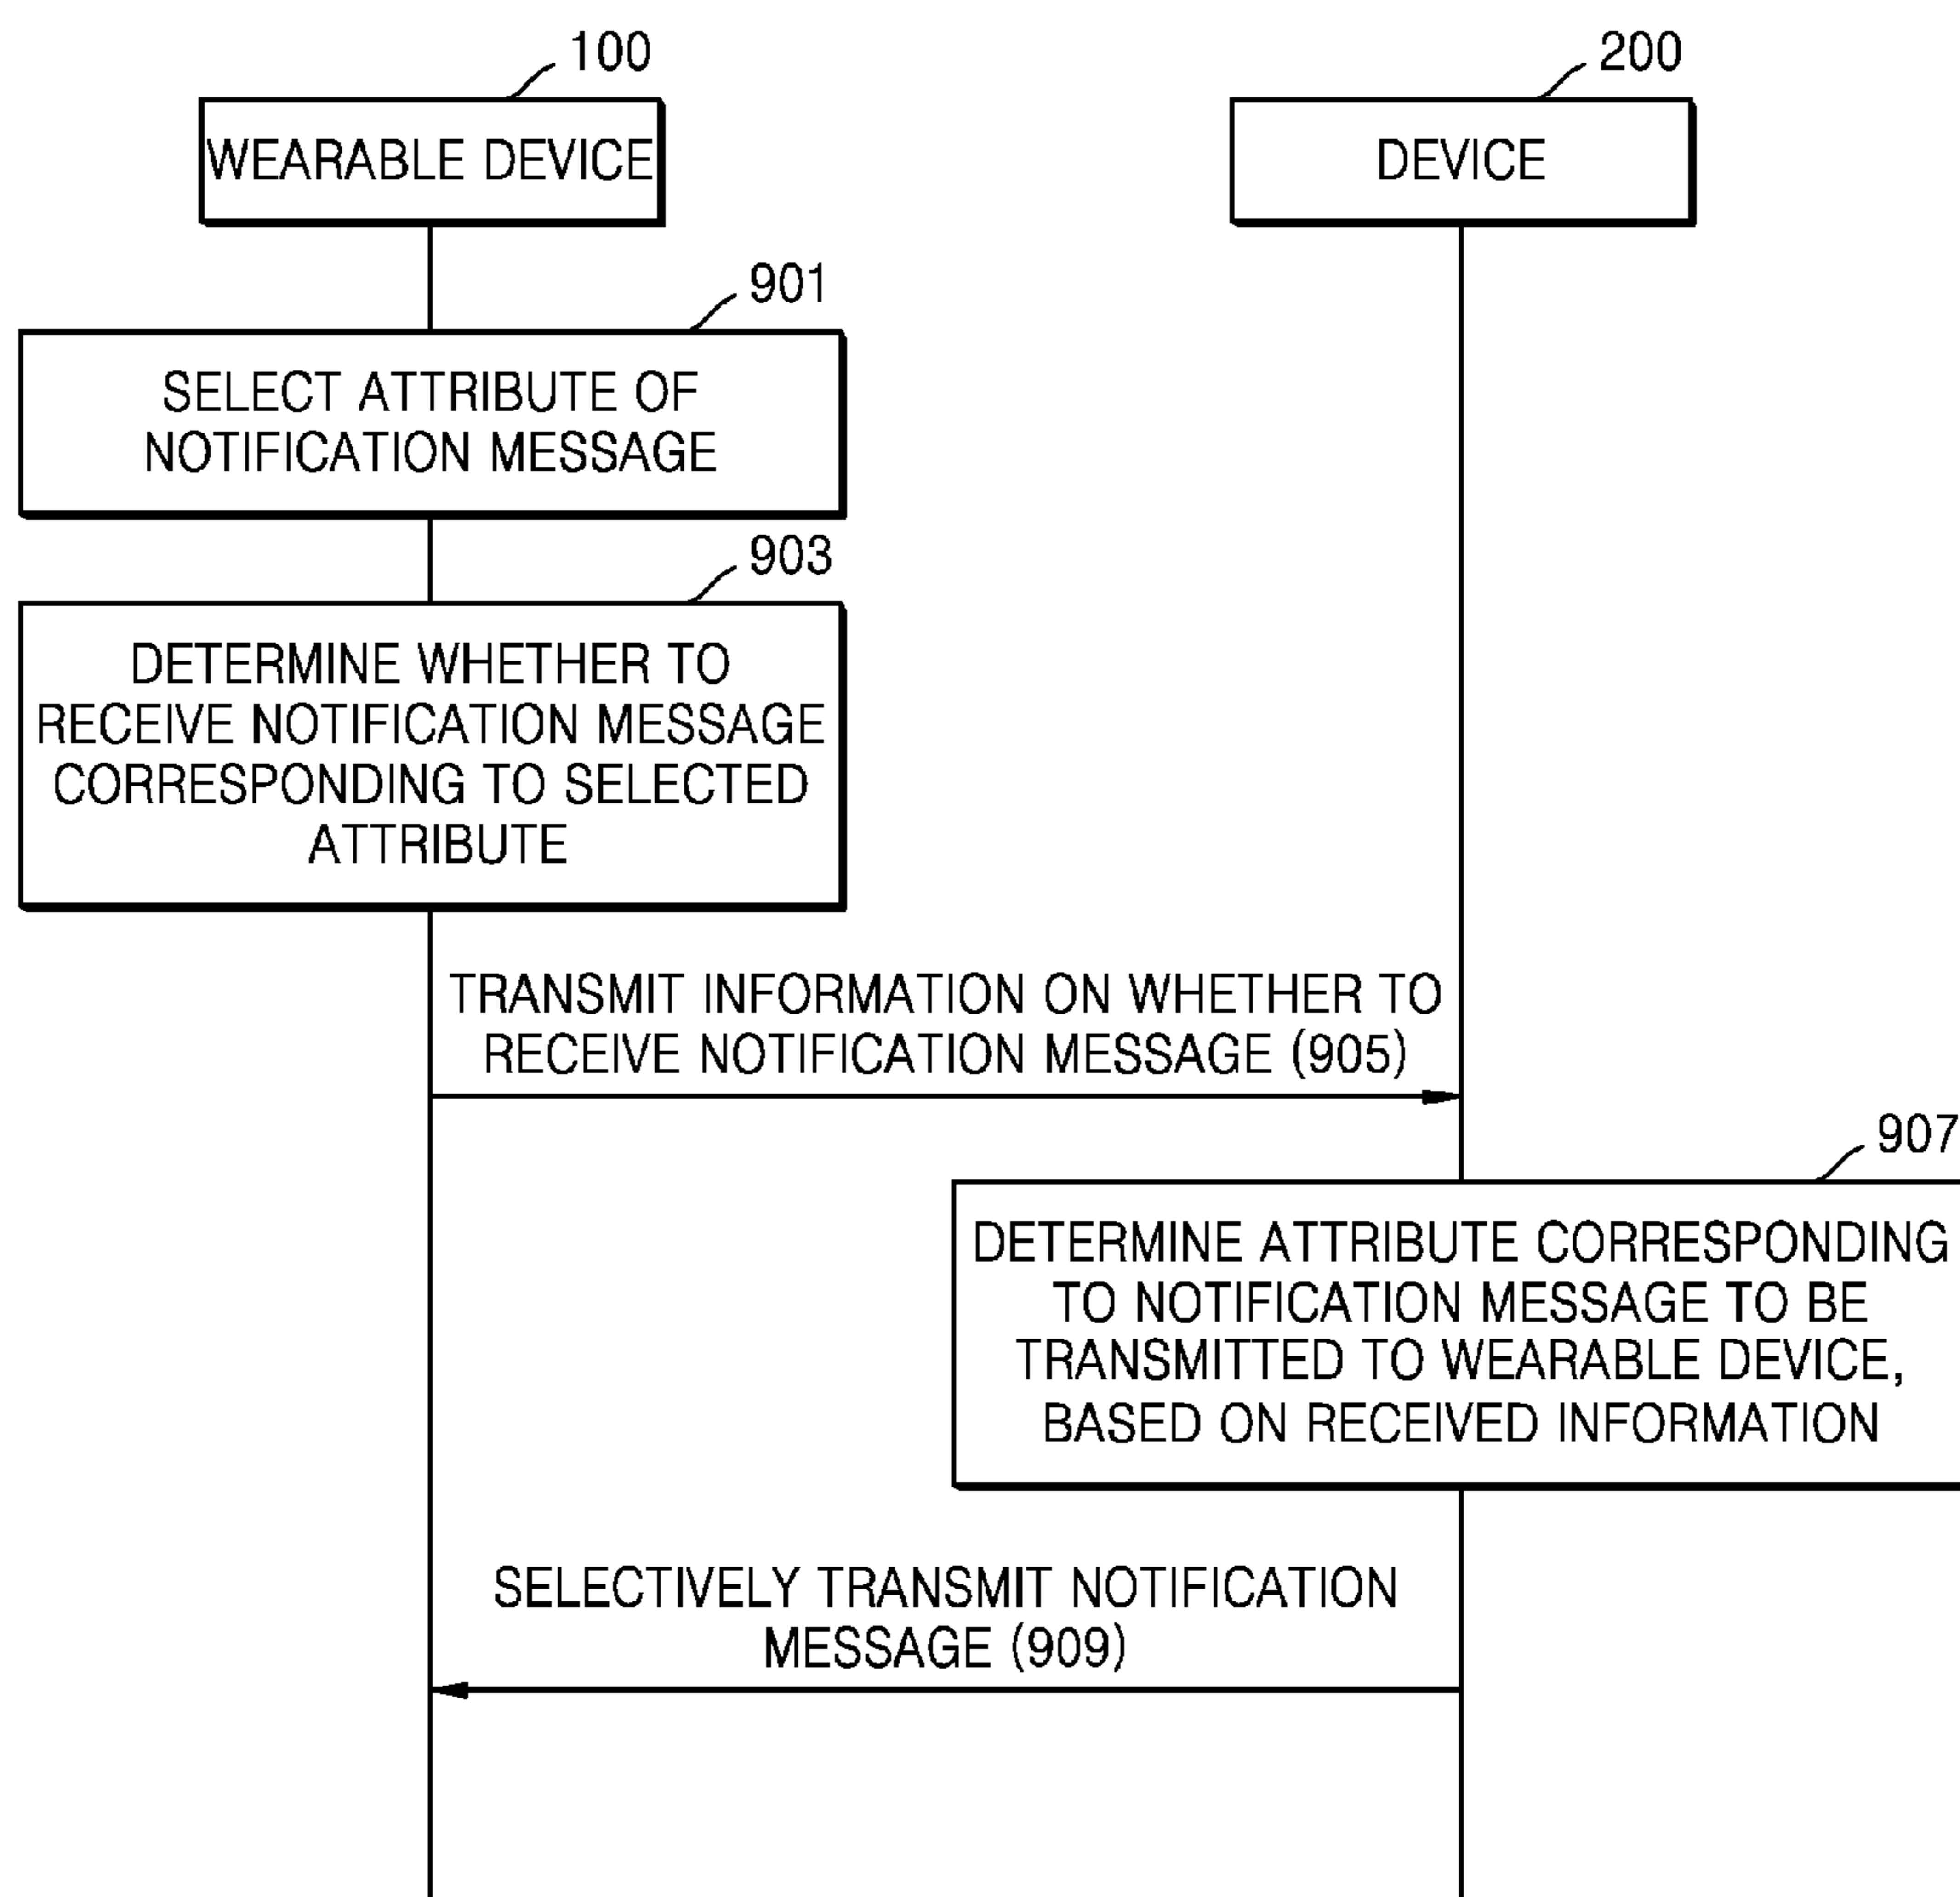 100
WEARABLE DEVICE
200
DEVICE
901
SELECT ATTRIBUTE OF
NOTIFICATION MESSAGE
903
DETERMINE WHETHER TO
RECEIVE NOTIFICATION MESSAGE
CORRESPONDING TO SELECTED
ATTRIBUTE
TRANSMIT INFORMATION ON WHETHER TO
RECEIVE NOTIFICATION MESSAGE (905)
907
DETERMINE ATTRIBUTE CORRESPONDING
TO NOTIFICATION MESSAGE TO BE
TRANSMITTED TO WEARABLE DEVICE,
BASED ON RECEIVED INFORMATION
SELECTIVELY TRANSMIT NOTIFICATION
MESSAGE (909)